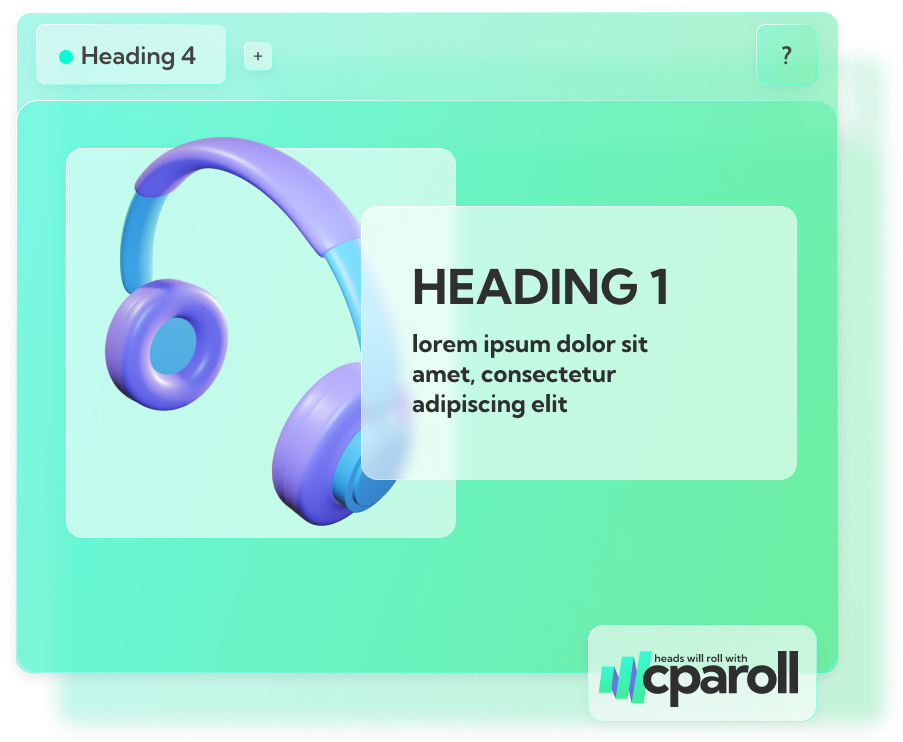 Heading 4
+
?
HEADING 1
lorem ipsum dolor sit
amet, consectetur
adipiscing elit
heads will roll with
cparoll